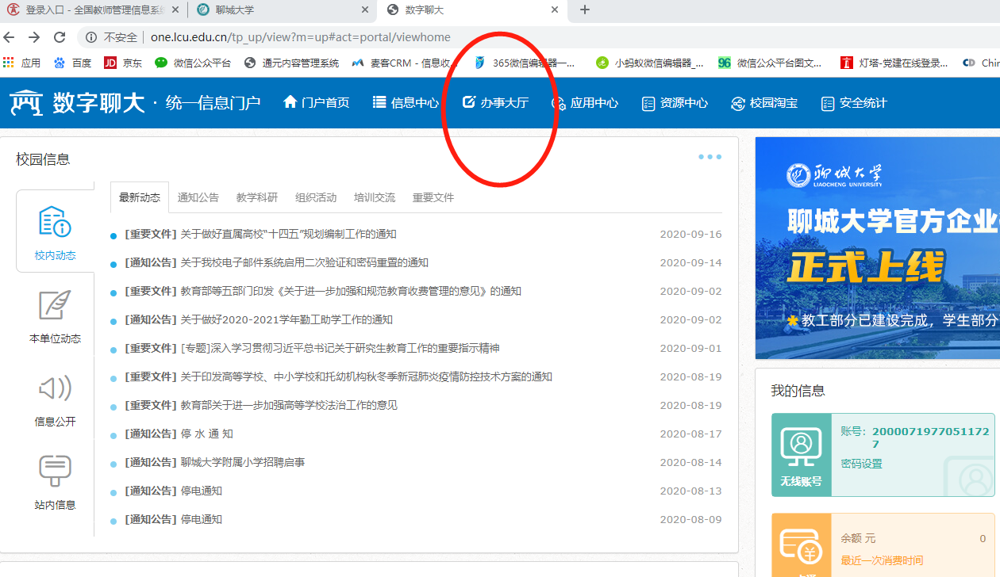 登录入口 - 全国教师管理信息系统
聊城大学
数字聊大
不安全 one.lcu.edu.cn/tp_up/view?m=up#act=portal/viewhome
应用 百度 京东 微信公众平台 通元内容管理系统 麦客CRM - 信息收... 365微信编辑器一... 小蚂蚁微信编辑器_... 微信公众平台图文... 灯塔-党建在线登录... Chin
数字聊大 · 统一信息门户 门户首页 信息中心 办事大厅 应用中心 资源中心 校园淘宝 安全统计
校园信息
最新动态 通知公告 教学科研 组织活动 培训交流 重要文件
校内动态
本单位动态
信息公开
站内信息
[重要文件] 关于做好直属高校“十四五”规划编制工作的通知 2020-09-16
[通知公告] 关于我校电子邮件系统启用二次验证和密码重置的通知 2020-09-14
[重要文件] 教育部等五部门印发《关于进一步加强和规范教育收费管理的意见》的通知 2020-09-02
[通知公告] 关于做好2020-2021学年勤工助学工作的通知 2020-09-02
[重要文件] [专题]深入学习贯彻习近平总书记关于研究生教育工作的重要指示精神 2020-09-01
[重要文件] 关于印发高等学校、中小学校和托幼机构秋冬季新冠肺炎疫情防控技术方案的通知 2020-08-19
[重要文件] 教育部关于进一步加强高等学校法治工作的意见 2020-08-19
[通知公告] 停 水 通 知 2020-08-17
[通知公告] 聊城大学附属小学招聘启事 2020-08-14
[通知公告] 停电通知 2020-08-13
[通知公告] 停电通知 2020-08-09
聊城大学
LIAOCHENG UNIVERSITY
聊城大学官方企业
正式上线
教工部分已建设完成，学生部分
我的信息
无线账号
账号: 2000071977051172
7
密码设置
余额 元 0
最近一次消费时间